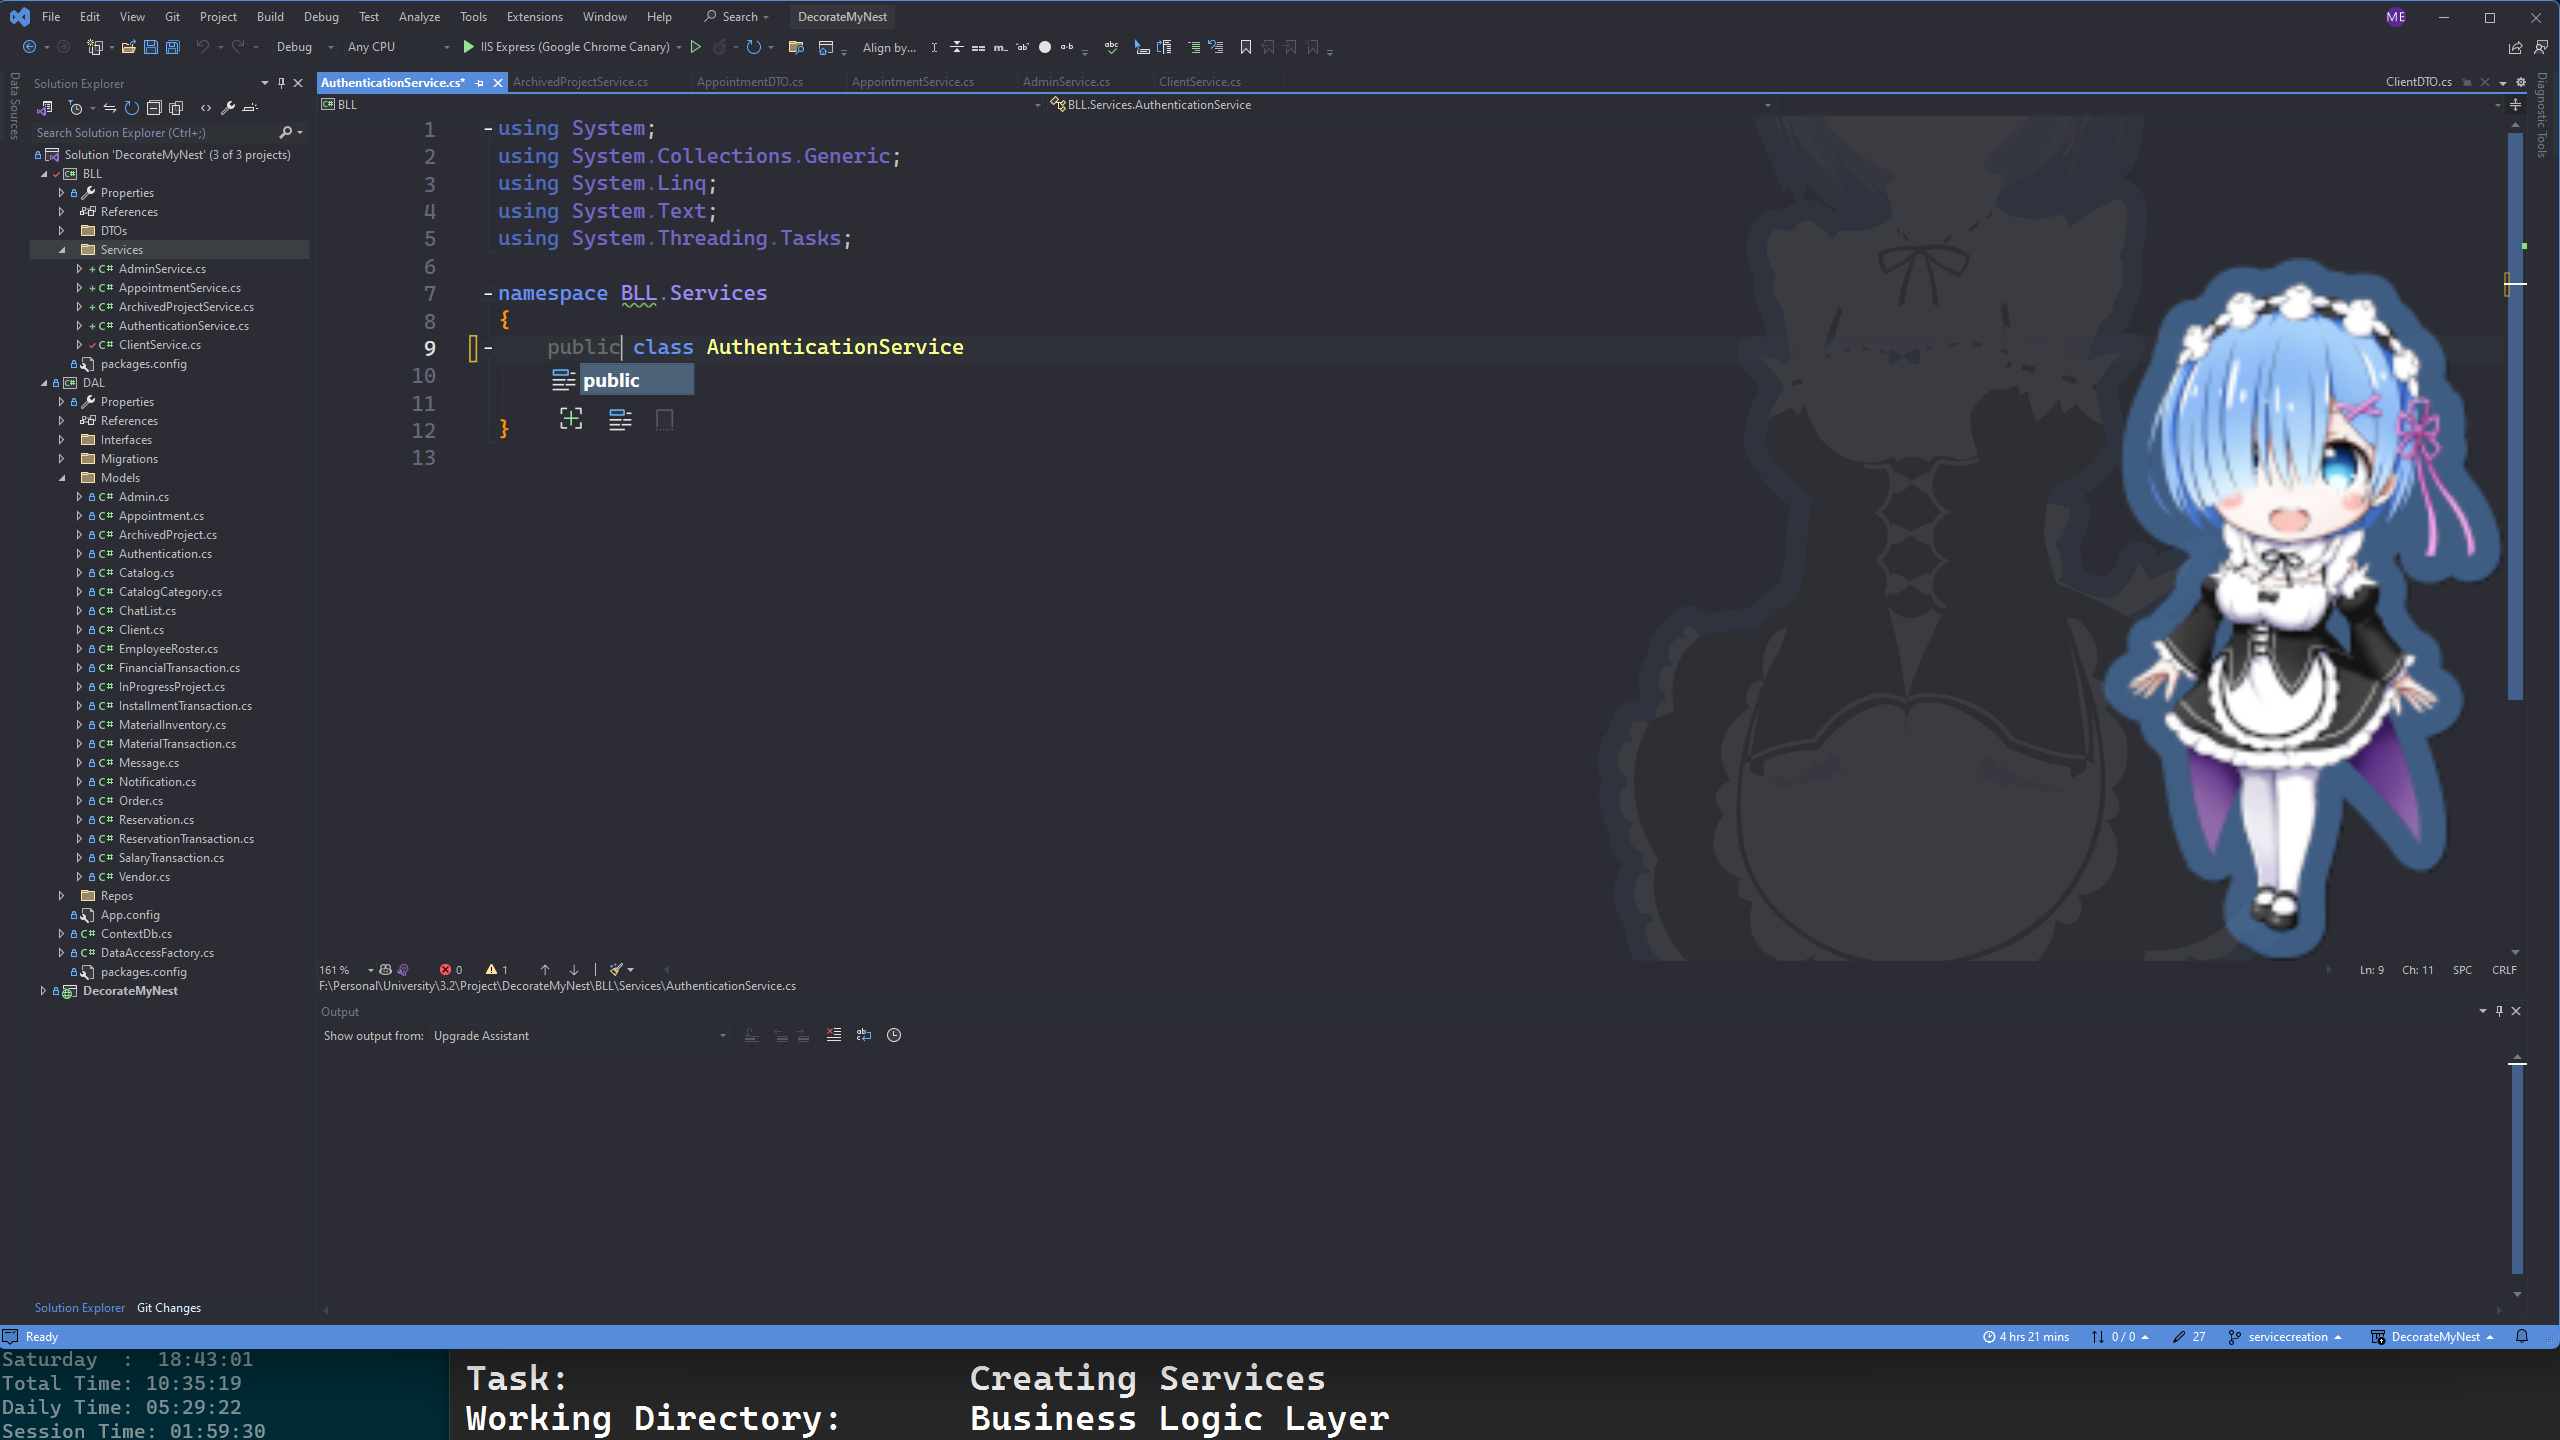 File Edit View Git Project Build Debug Test Analyze Tools Extensions Window Help Search DecorateMyNest ME
Debug Any CPU IIS Express (Google Chrome Canary) Align by...
Data Sources
Solution Explorer
Search Solution Explorer (Ctrl+;)
Solution 'DecorateMyNest' (3 of 3 projects)
BLL
Properties
References
DTOs
Services
C# AdminService.cs
C# AppointmentService.cs
C# ArchivedProjectService.cs
C# AuthenticationService.cs
C# ClientService.cs
packages.config
DAL
Properties
References
Interfaces
Migrations
Models
C# Admin.cs
C# Appointment.cs
C# ArchivedProject.cs
C# Authentication.cs
C# Catalog.cs
C# CatalogCategory.cs
C# ChatList.cs
C# Client.cs
C# EmployeeRoster.cs
C# FinancialTransaction.cs
C# InProgressProject.cs
C# InstallmentTransaction.cs
C# MaterialInventory.cs
C# MaterialTransaction.cs
C# Message.cs
C# Notification.cs
C# Order.cs
C# Reservation.cs
C# ReservationTransaction.cs
C# SalaryTransaction.cs
C# Vendor.cs
Repos
App.config
C# ContextDb.cs
C# DataAccessFactory.cs
packages.config
DecorateMyNest
Solution Explorer Git Changes
AuthenticationService.cs* ArchivedProjectService.cs AppointmentDTO.cs AppointmentService.cs AdminService.cs ClientService.cs ClientDTO.cs
BLL BLL.Services.AuthenticationService
1 using System;
2 using System.Collections.Generic;
3 using System.Linq;
4 using System.Text;
5 using System.Threading.Tasks;
6
7 namespace BLL.Services
8 {
9 public class AuthenticationService
10 public
11
12 }
13
161 % 0 1 Ln: 9 Ch: 11 SPC CRLF
F:\Personal\University\3.2\Project\DecorateMyNest\BLL\Services\AuthenticationService.cs
Output
Show output from: Upgrade Assistant
Diagnostic Tools
Ready 4 hrs 21 mins 0 / 0 27 servicecreation DecorateMyNest
Saturday : 18:43:01
Total Time: 10:35:19
Daily Time: 05:29:22
Session Time: 01:59:30
Task: Creating Services
Working Directory: Business Logic Layer